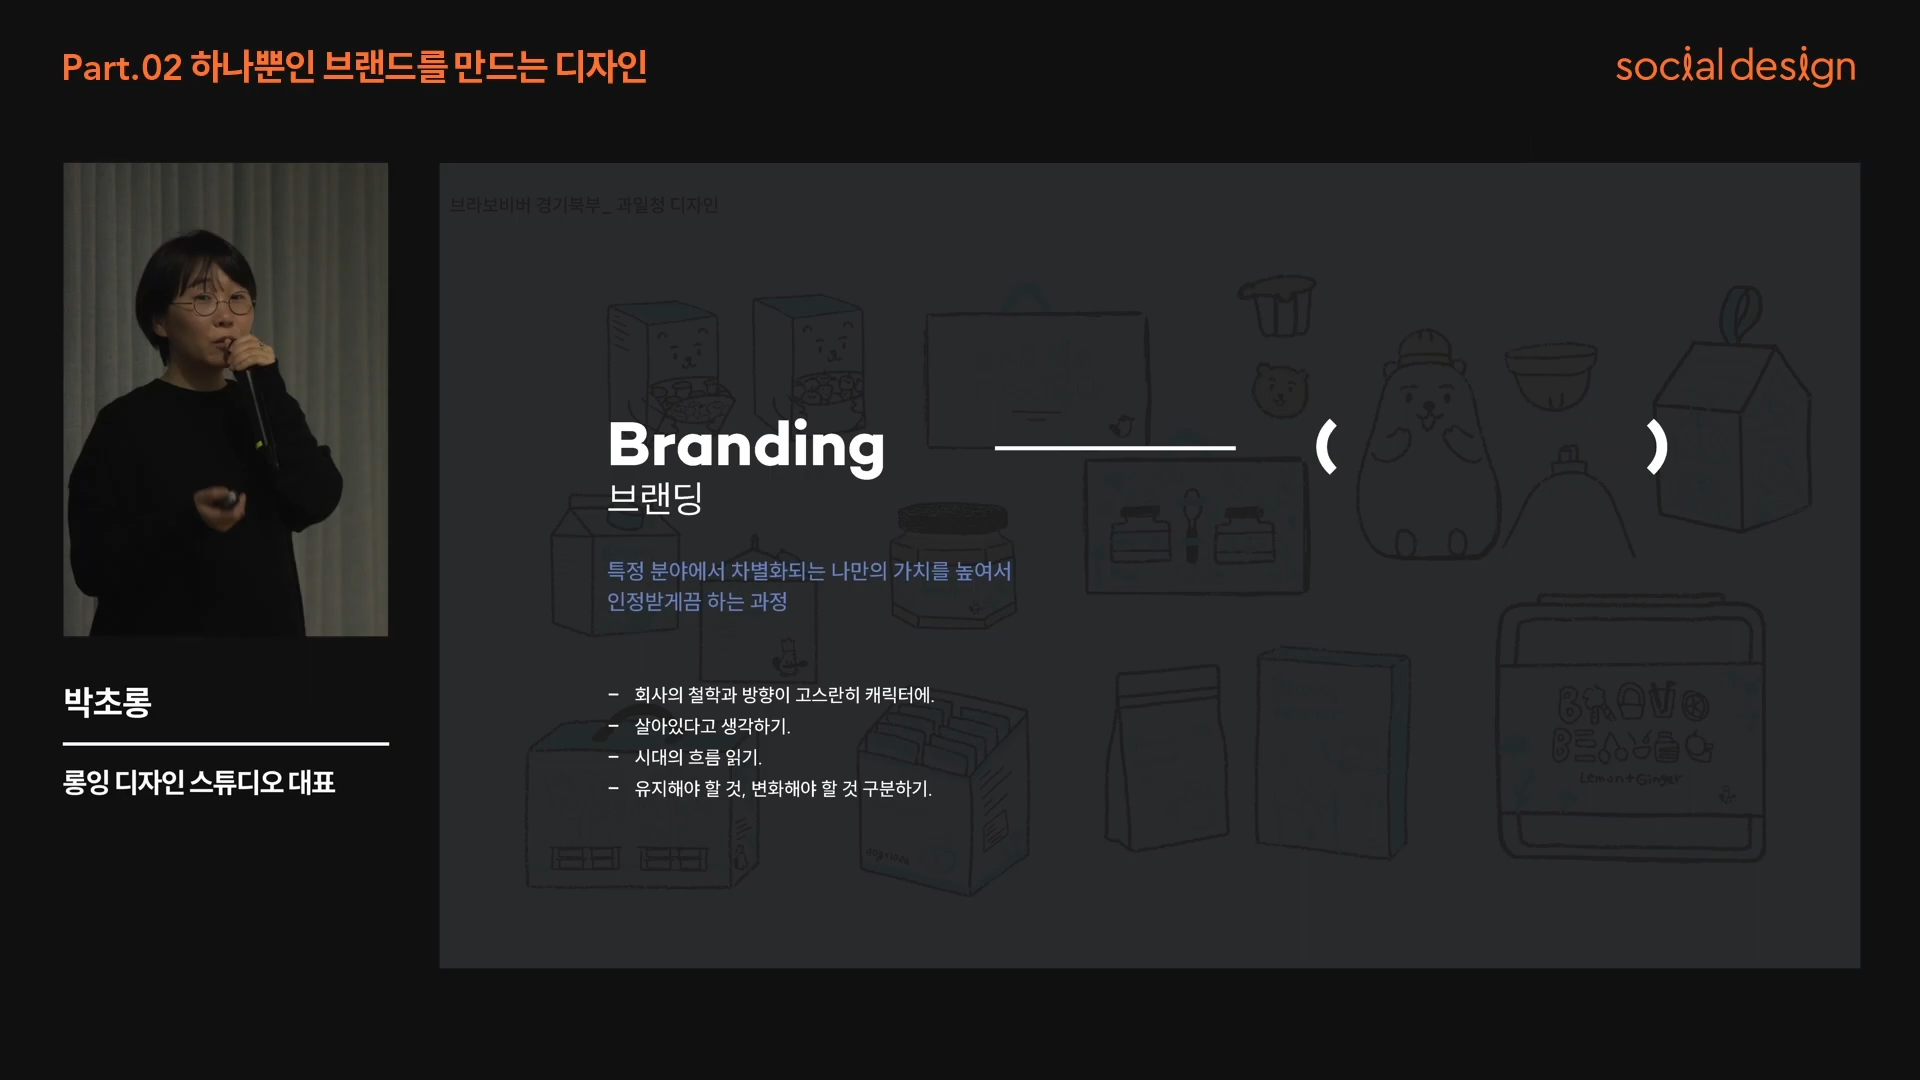 Part.02 하나뿐인 브랜드를 만드는 디자인
social design
브라보비버 경기북부_ 과일청 디자인
Branding
(          )
브랜딩
특정 분야에서 차별화되는 나만의 가치를 높여서
인정받게끔 하는 과정
- 회사의 철학과 방향이 고스란히 캐릭터에.
- 살아있다고 생각하기.
- 시대의 흐름 읽기.
- 유지해야 할 것, 변화해야 할 것 구분하기.
Lemon+Ginger
박초롱
롱잉 디자인 스튜디오 대표